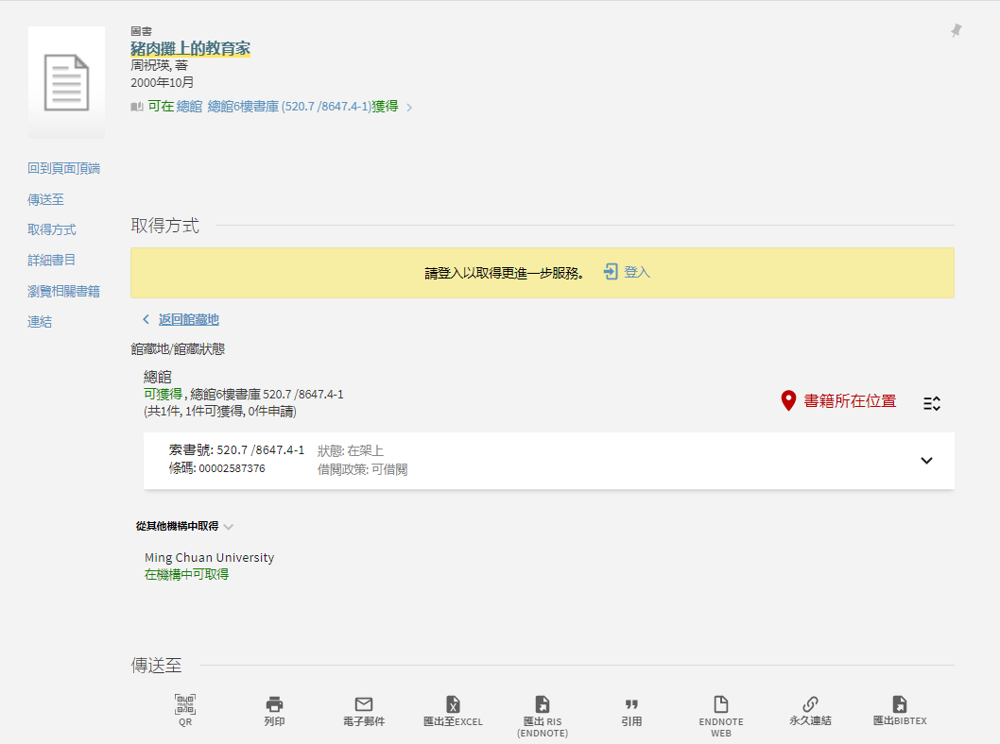 圖書
豬肉攤上的教育家
周祝瑛, 著
2000年10月
可在 總館 總館6樓書庫 (520.7 /8647.4-1)獲得
回到頁面頂端
傳送至
取得方式
詳細書目
瀏覽相關書籍
連結
取得方式
請登入以取得更進一步服務。 登入
返回館藏地
館藏地/館藏狀態
總館
可獲得 , 總館6樓書庫 520.7 /8647.4-1
(共1件, 1件可獲得, 0件申請)
書籍所在位置
索書號: 520.7 /8647.4-1 狀態: 在架上
條碼: 00002587376 借閱政策: 可借閱
從其他機構中取得
Ming Chuan University
在機構中可取得
傳送至
QR
列印
電子郵件
匯出至EXCEL
匯出 RIS
(ENDNOTE)
引用
ENDNOTE
WEB
永久連結
匯出BIBTEX